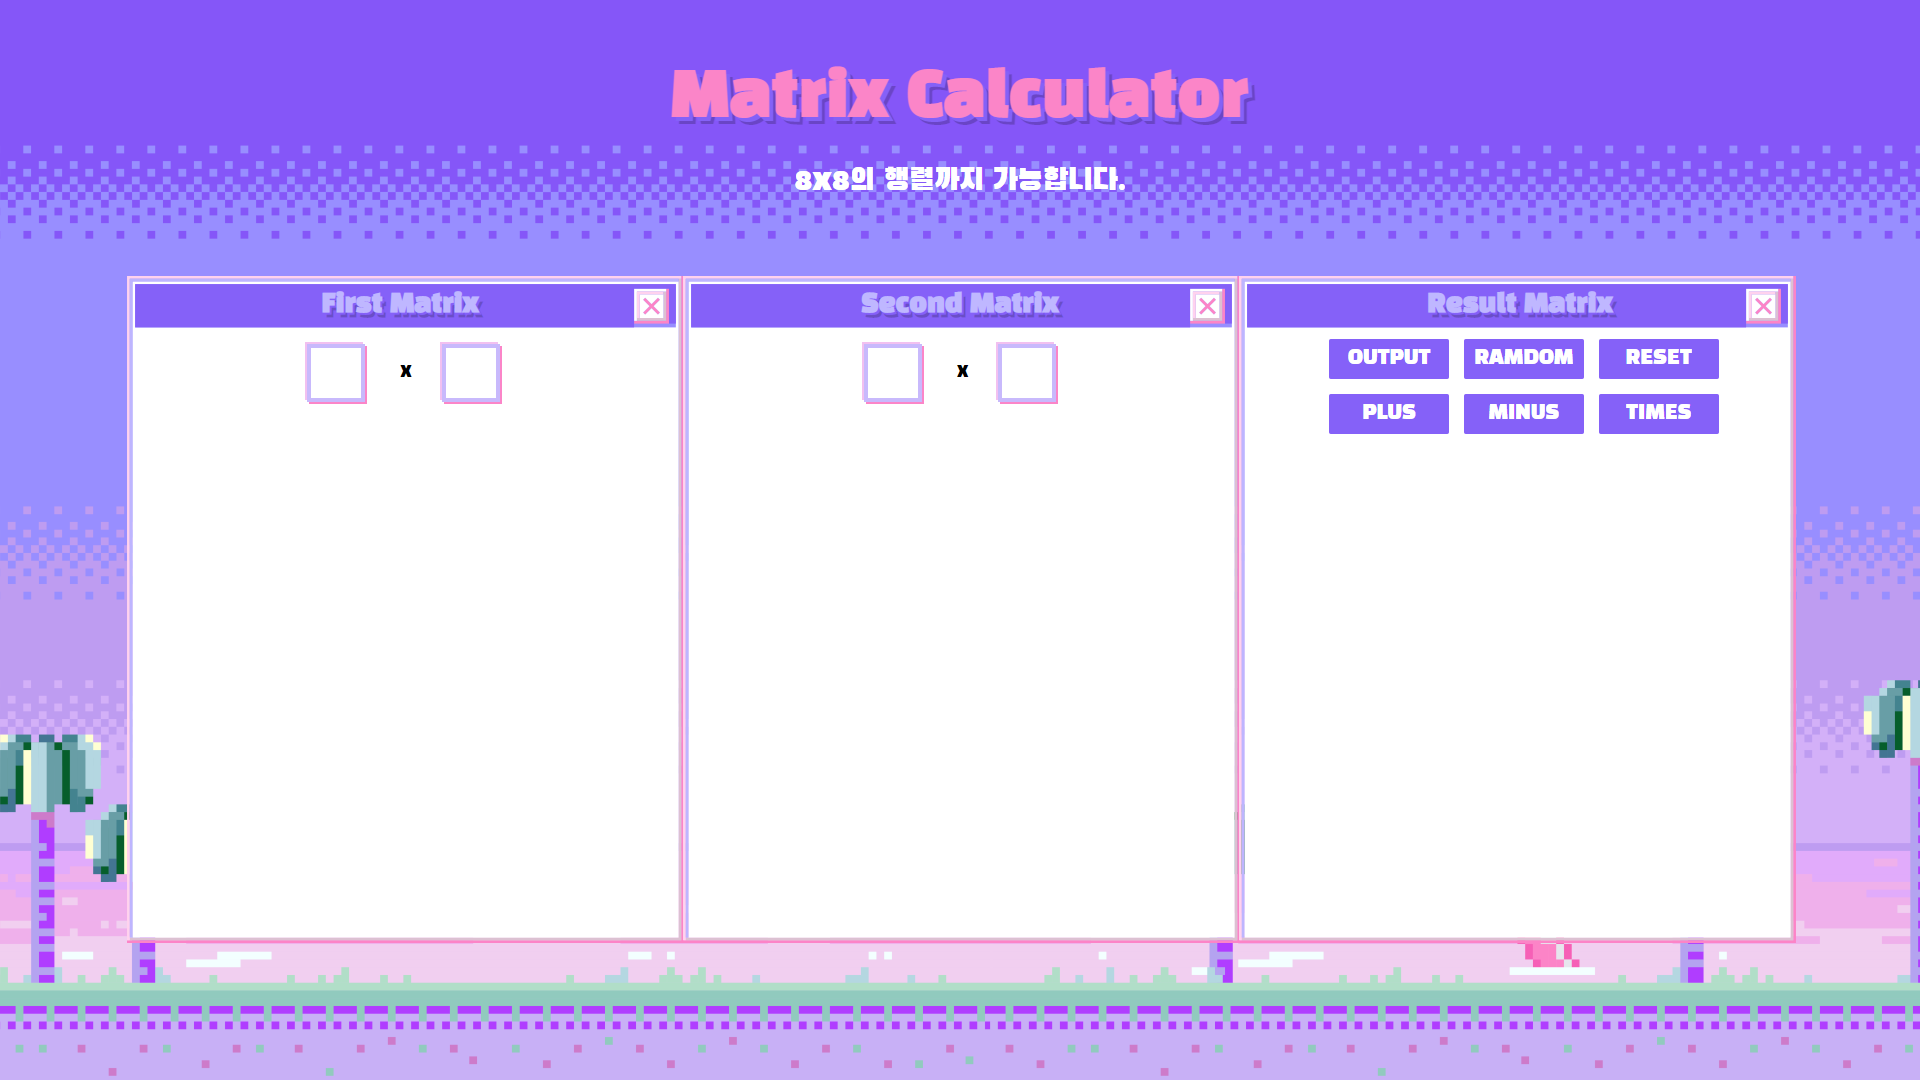 Matrix Calculator
8X8의 행렬까지 가능합니다.
First Matrix
x
Second Matrix
x
Result Matrix
OUTPUT RAMDOM RESET
PLUS MINUS TIMES